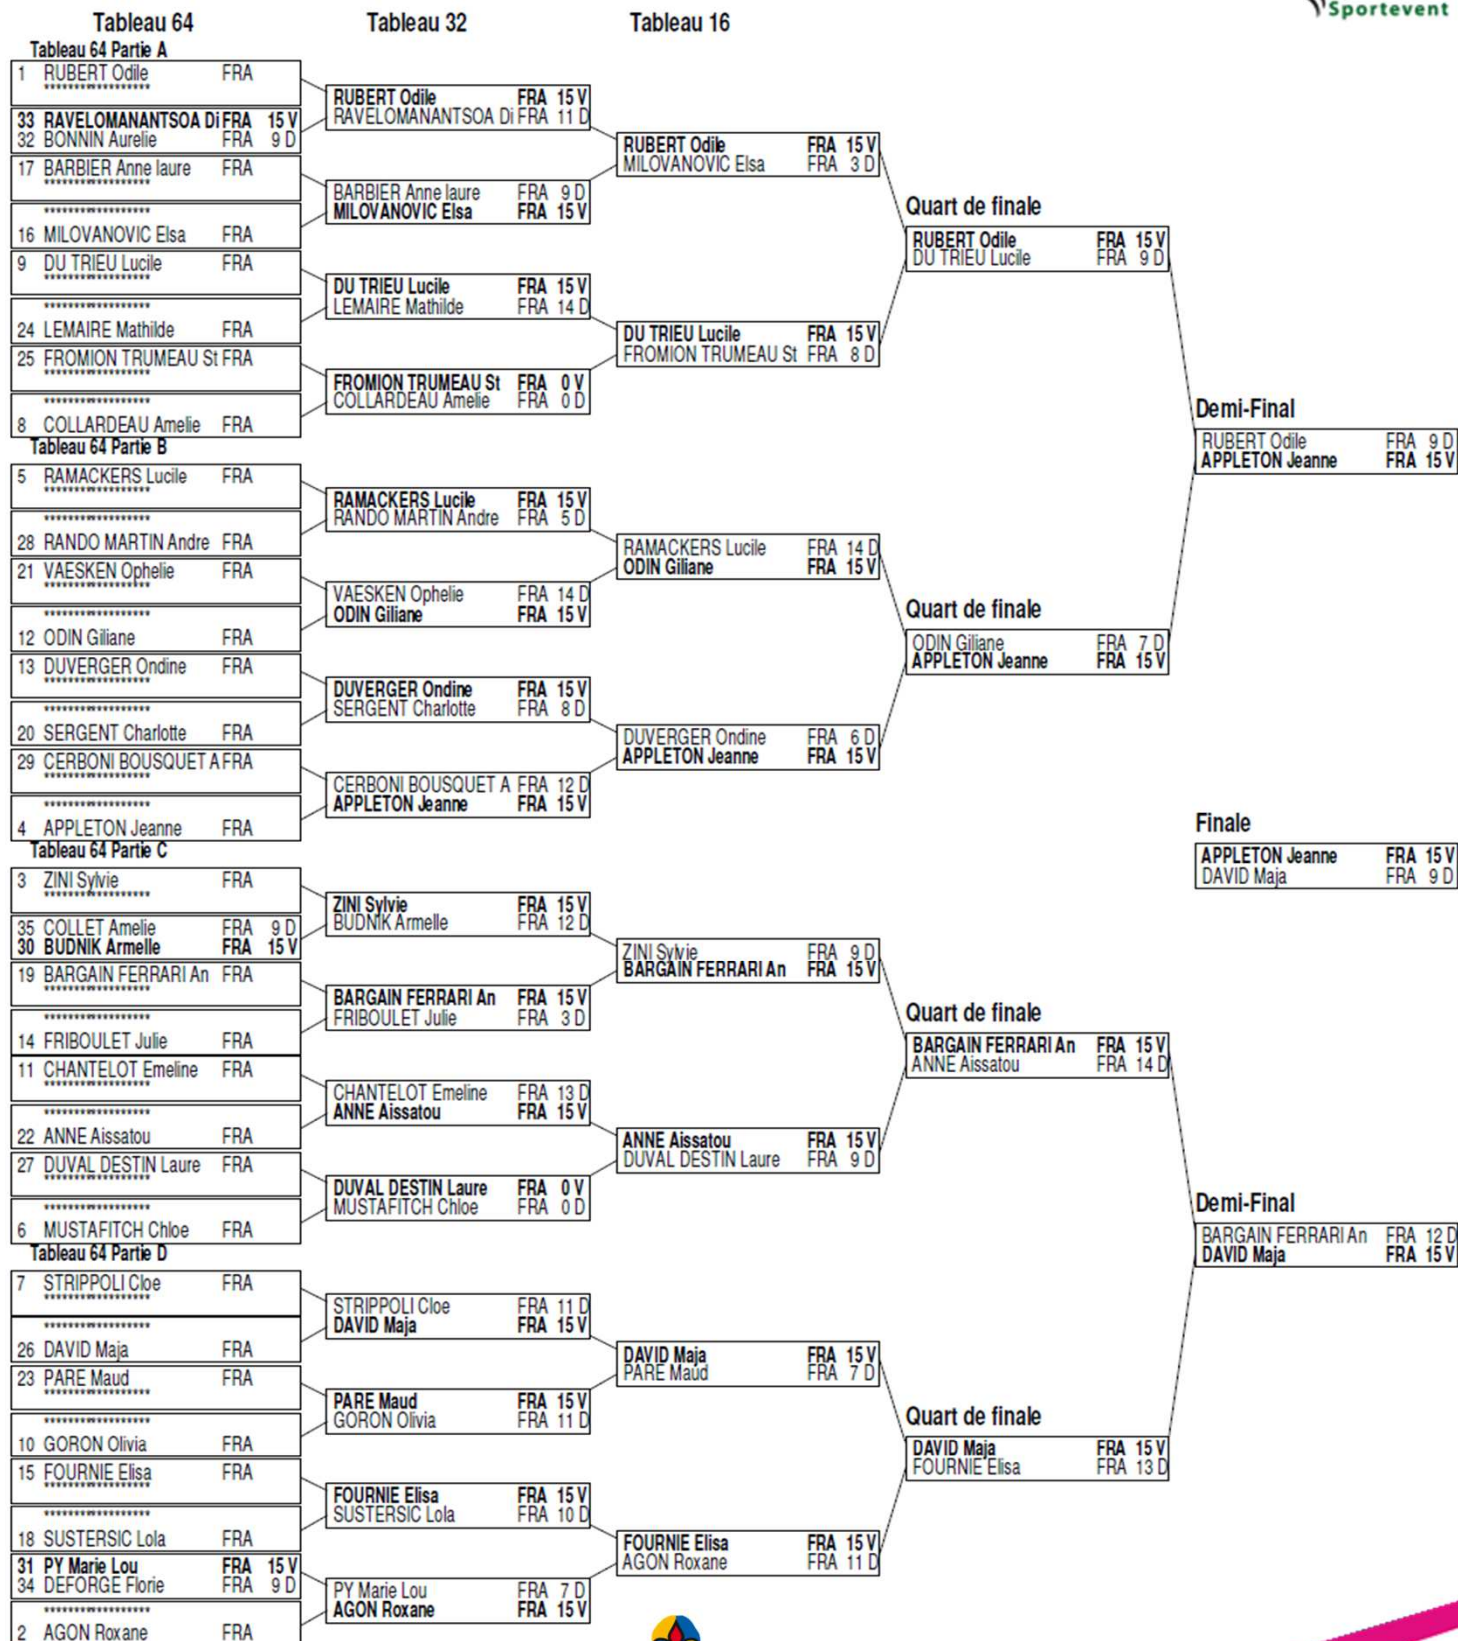 Sportevent
Tableau 64
Tableau 32
Tableau 16
Tableau 64 Partie A
1 RUBERT Odile FRA
******************
33 RAVELOMANANTSOA Di FRA 15 V
32 BONNIN Aurelie FRA 9 D
17 BARBIER Anne laure FRA
******************
******************
16 MILOVANOVIC Elsa FRA
9 DU TRIEU Lucile FRA
******************
******************
24 LEMAIRE Mathilde FRA
25 FROMION TRUMEAU St FRA
******************
******************
8 COLLARDEAU Amelie FRA
Tableau 64 Partie B
5 RAMACKERS Lucile FRA
******************
******************
28 RANDO MARTIN Andre FRA
21 VAESKEN Ophelie FRA
******************
******************
12 ODIN Giliane FRA
13 DUVERGER Ondine FRA
******************
******************
20 SERGENT Charlotte FRA
29 CERBONI BOUSQUET A FRA
******************
******************
4 APPLETON Jeanne FRA
Tableau 64 Partie C
3 ZINI Sylvie FRA
******************
35 COLLET Amelie FRA 9 D
30 BUDNIK Armelle FRA 15 V
19 BARGAIN FERRARI An FRA
******************
******************
14 FRIBOULET Julie FRA
11 CHANTELOT Emeline FRA
******************
******************
22 ANNE Aissatou FRA
27 DUVAL DESTIN Laure FRA
******************
******************
6 MUSTAFITCH Chloe FRA
Tableau 64 Partie D
7 STRIPPOLI Cloe FRA
******************
******************
26 DAVID Maja FRA
23 PARE Maud FRA
******************
******************
10 GORON Olivia FRA
15 FOURNIE Elisa FRA
******************
******************
18 SUSTERSIC Lola FRA
31 PY Marie Lou FRA 15 V
34 DEFORGE Florie FRA 9 D
******************
2 AGON Roxane FRA
RUBERT Odile FRA 15 V
RAVELOMANANTSOA Di FRA 11 D
BARBIER Anne laure FRA 9 D
MILOVANOVIC Elsa FRA 15 V
DU TRIEU Lucile FRA 15 V
LEMAIRE Mathilde FRA 14 D
FROMION TRUMEAU St FRA 0 V
COLLARDEAU Amelie FRA 0 D
RAMACKERS Lucile FRA 15 V
RANDO MARTIN Andre FRA 5 D
VAESKEN Ophelie FRA 14 D
ODIN Giliane FRA 15 V
DUVERGER Ondine FRA 15 V
SERGENT Charlotte FRA 8 D
CERBONI BOUSQUET A FRA 12 D
APPLETON Jeanne FRA 15 V
ZINI Sylvie FRA 15 V
BUDNIK Armelle FRA 12 D
BARGAIN FERRARI An FRA 15 V
FRIBOULET Julie FRA 3 D
CHANTELOT Emeline FRA 13 D
ANNE Aissatou FRA 15 V
DUVAL DESTIN Laure FRA 0 V
MUSTAFITCH Chloe FRA 0 D
STRIPPOLI Cloe FRA 11 D
DAVID Maja FRA 15 V
PARE Maud FRA 15 V
GORON Olivia FRA 11 D
FOURNIE Elisa FRA 15 V
SUSTERSIC Lola FRA 10 D
PY Marie Lou FRA 7 D
AGON Roxane FRA 15 V
RUBERT Odile FRA 15 V
MILOVANOVIC Elsa FRA 3 D
DU TRIEU Lucile FRA 15 V
FROMION TRUMEAU St FRA 8 D
RAMACKERS Lucile FRA 14 D
ODIN Giliane FRA 15 V
DUVERGER Ondine FRA 6 D
APPLETON Jeanne FRA 15 V
ZINI Sylvie FRA 9 D
BARGAIN FERRARI An FRA 15 V
ANNE Aissatou FRA 15 V
DUVAL DESTIN Laure FRA 9 D
DAVID Maja FRA 15 V
PARE Maud FRA 7 D
FOURNIE Elisa FRA 15 V
AGON Roxane FRA 11 D
Quart de finale
RUBERT Odile FRA 15 V
DU TRIEU Lucile FRA 9 D
Quart de finale
ODIN Giliane FRA 7 D
APPLETON Jeanne FRA 15 V
Quart de finale
BARGAIN FERRARI An FRA 15 V
ANNE Aissatou FRA 14 D
Quart de finale
DAVID Maja FRA 15 V
FOURNIE Elisa FRA 13 D
Demi-Final
RUBERT Odile FRA 9 D
APPLETON Jeanne FRA 15 V
Finale
APPLETON Jeanne FRA 15 V
DAVID Maja FRA 9 D
Demi-Final
BARGAIN FERRARI An FRA 12 D
DAVID Maja FRA 15 V